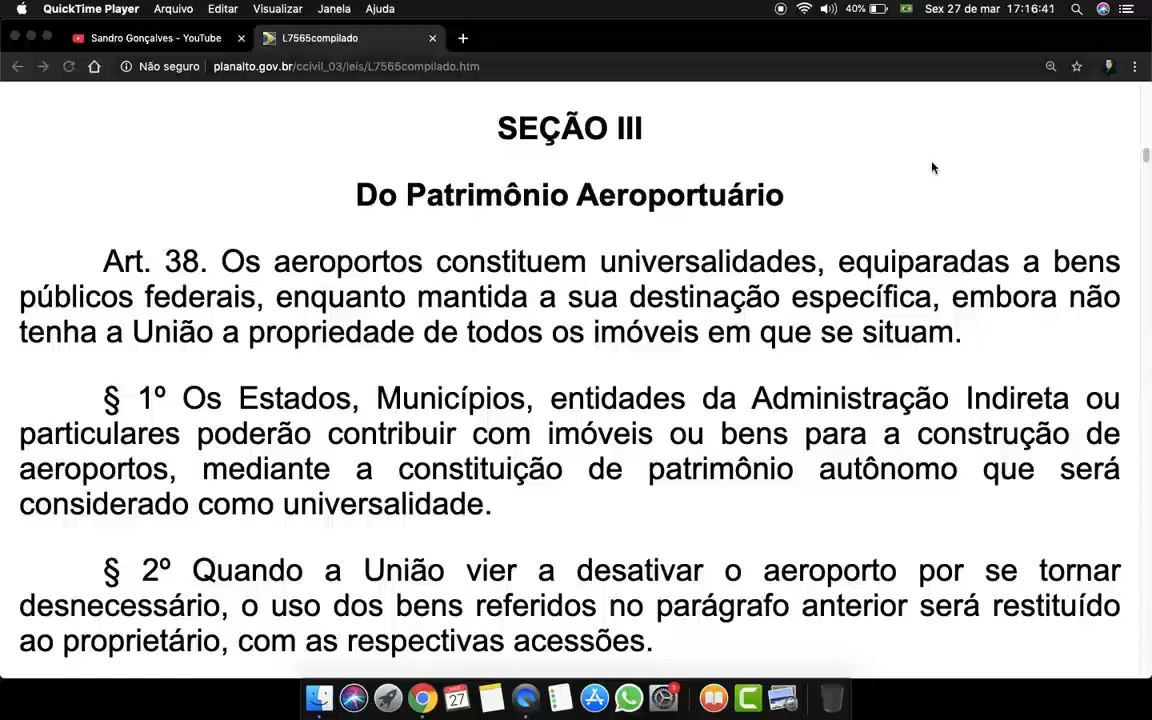 QuickTime Player Arquivo Editar Visualizar Janela Ajuda 40% Sex 27 de mar 17:16:41
Sandro Gonçalves - YouTube L7565compilado
Não seguro planalto.gov.br/ccivil_03/leis/L7565compilado.htm
SEÇÃO III
Do Patrimônio Aeroportuário
Art. 38. Os aeroportos constituem universalidades, equiparadas a bens
públicos federais, enquanto mantida a sua destinação específica, embora não
tenha a União a propriedade de todos os imóveis em que se situam.
§ 1º Os Estados, Municípios, entidades da Administração Indireta ou
particulares poderão contribuir com imóveis ou bens para a construção de
aeroportos, mediante a constituição de patrimônio autônomo que será
considerado como universalidade.
§ 2º Quando a União vier a desativar o aeroporto por se tornar
desnecessário, o uso dos bens referidos no parágrafo anterior será restituído
ao proprietário, com as respectivas acessões.
27
1